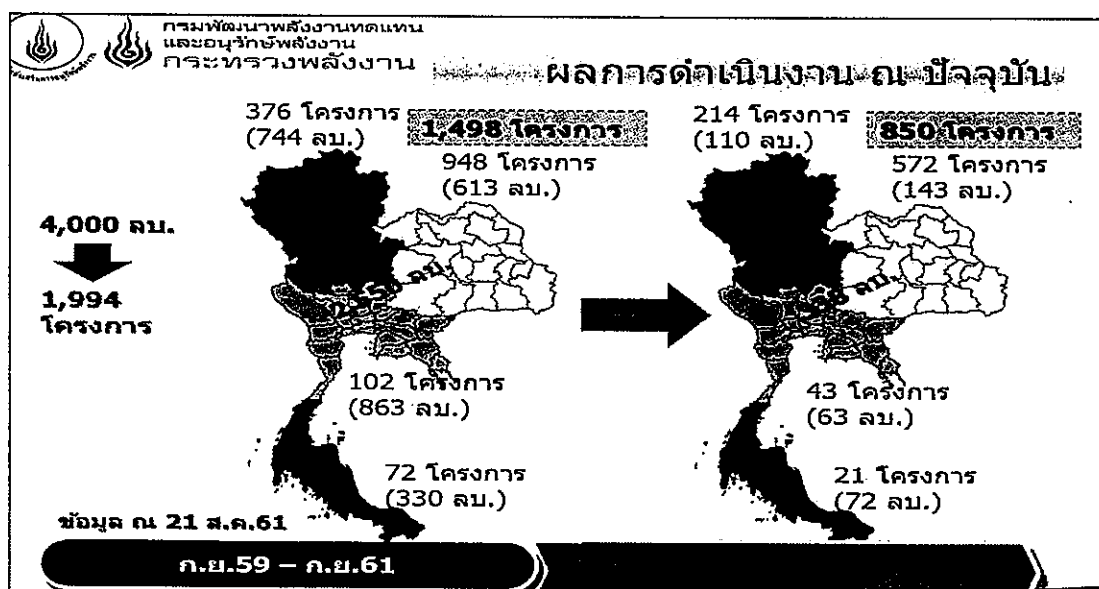 กรมพัฒนาพลังงานทดแทน
และอนุรักษ์พลังงาน
กระทรวงพลังงาน
ผลการดำเนินงาน ณ ปัจจุบัน
376 โครงการ
(744 ลบ.)
1,498 โครงการ
948 โครงการ
(613 ลบ.)
4,000 ลบ.
1,994
โครงการ
ลบ.
102 โครงการ
(863 ลบ.)
72 โครงการ
(330 ลบ.)
214 โครงการ
(110 ลบ.)
850 โครงการ
572 โครงการ
(143 ลบ.)
ลบ.
43 โครงการ
(63 ลบ.)
21 โครงการ
(72 ลบ.)
ข้อมูล ณ 21 ส.ค.61
ก.ย.59 – ก.ย.61